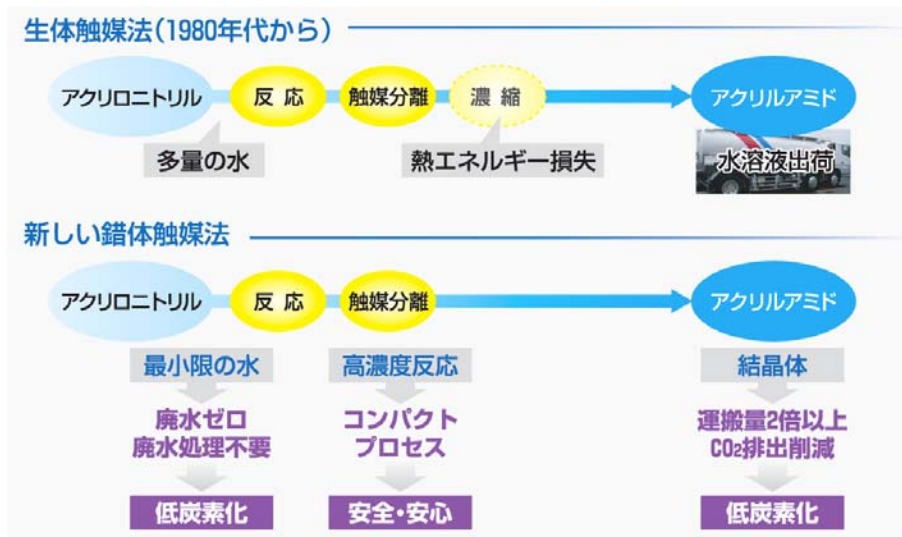 生体触媒法(1980年代から)
アクリロニトリル 反応 触媒分離 濃縮 アクリルアミド
多量の水 熱エネルギー損失 水溶液出荷
新しい錯体触媒法
アクリロニトリル 反応 触媒分離 アクリルアミド
最小限の水 高濃度反応 結晶体
廃水ゼロ コンパクト 運搬量2倍以上
廃水処理不要 プロセス CO₂排出削減
低炭素化 安全・安心 低炭素化